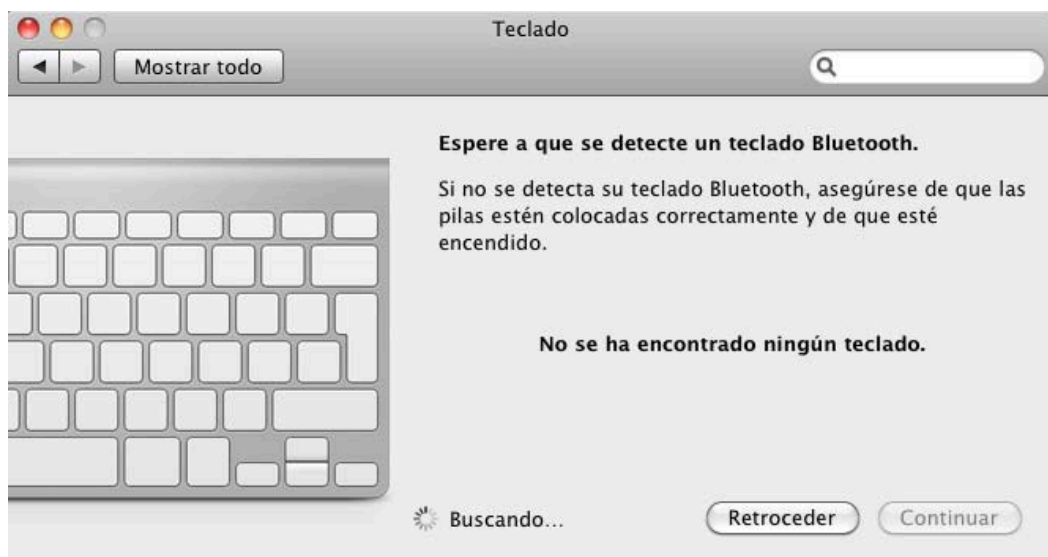 Teclado
Mostrar todo
Espere a que se detecte un teclado Bluetooth.
Si no se detecta su teclado Bluetooth, asegúrese de que las
pilas estén colocadas correctamente y de que esté
encendido.
No se ha encontrado ningún teclado.
Buscando...
Retroceder
Continuar